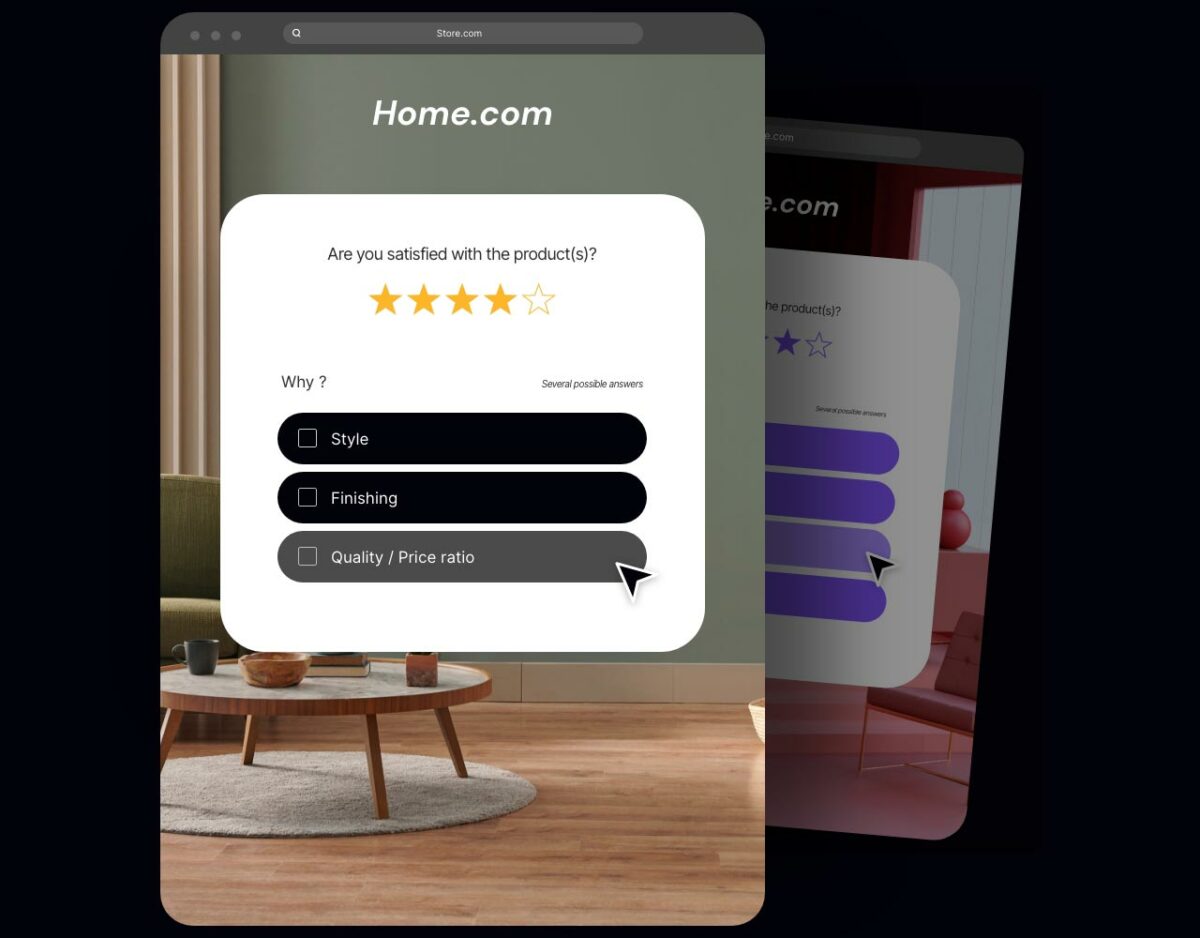 Store.com
Home.com
Are you satisfied with the product(s)?
Why ?
Several possible answers
Style
Finishing
Quality / Price ratio
e.com
e.com
he product(s)?
Several possible answers